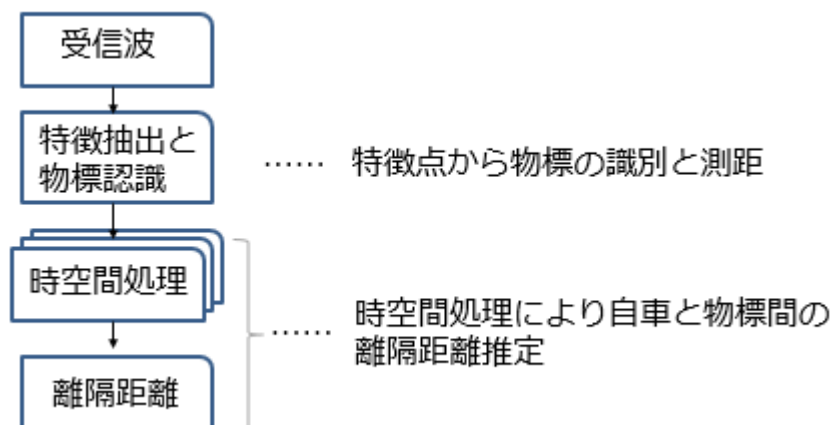 受信波
特徴抽出と
物標認識
…… 特徴点から物標の識別と測距
時空間処理
…… 時空間処理により自車と物標間の
離隔距離推定
離隔距離